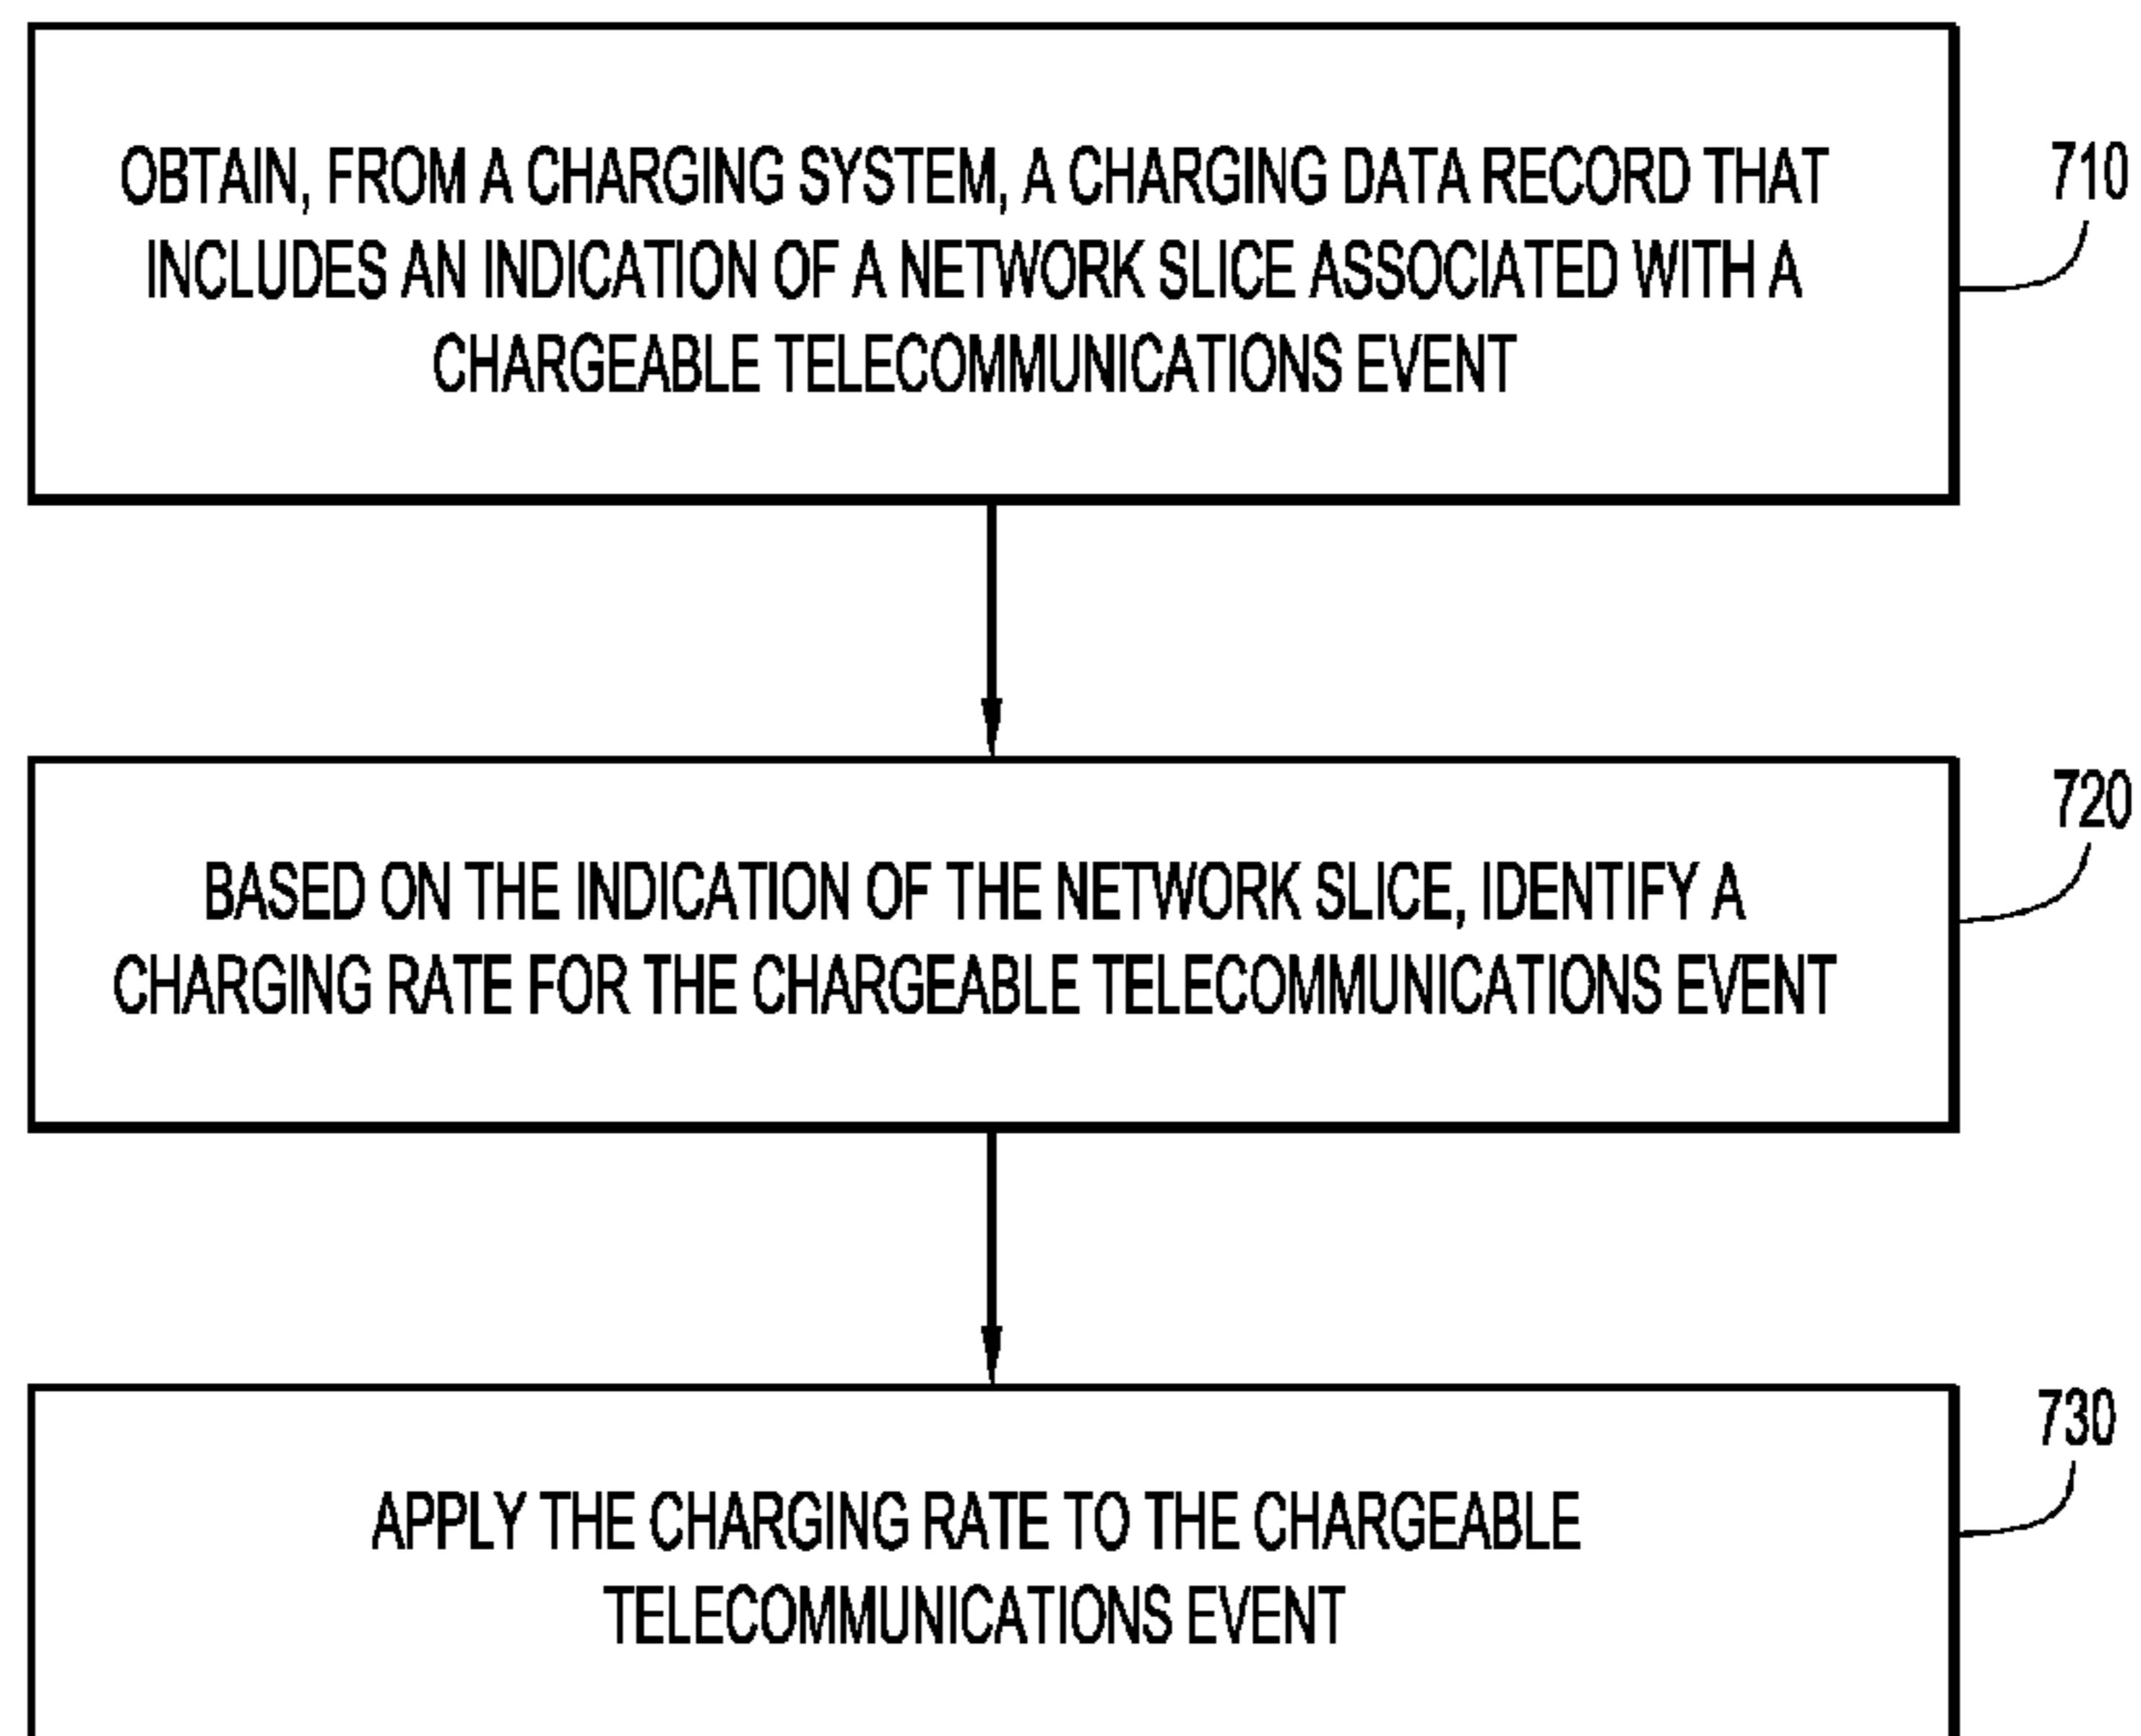 OBTAIN, FROM A CHARGING SYSTEM, A CHARGING DATA RECORD THAT
INCLUDES AN INDICATION OF A NETWORK SLICE ASSOCIATED WITH A
CHARGEABLE TELECOMMUNICATIONS EVENT
710
BASED ON THE INDICATION OF THE NETWORK SLICE, IDENTIFY A
CHARGING RATE FOR THE CHARGEABLE TELECOMMUNICATIONS EVENT
720
APPLY THE CHARGING RATE TO THE CHARGEABLE
TELECOMMUNICATIONS EVENT
730